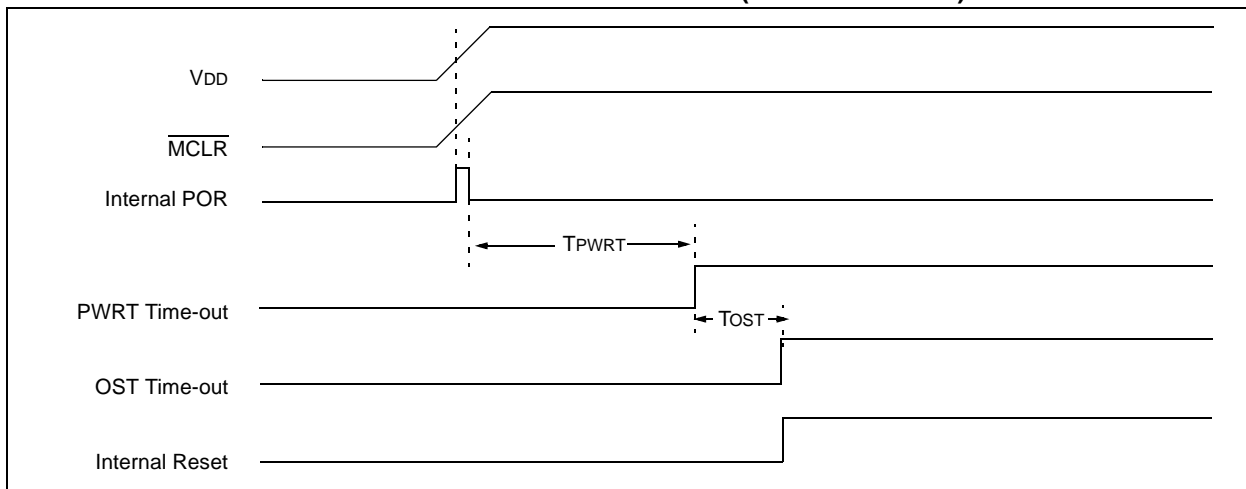 VDD
MCLR
Internal POR
TPWRT
PWRT Time-out
TOST
OST Time-out
Internal Reset